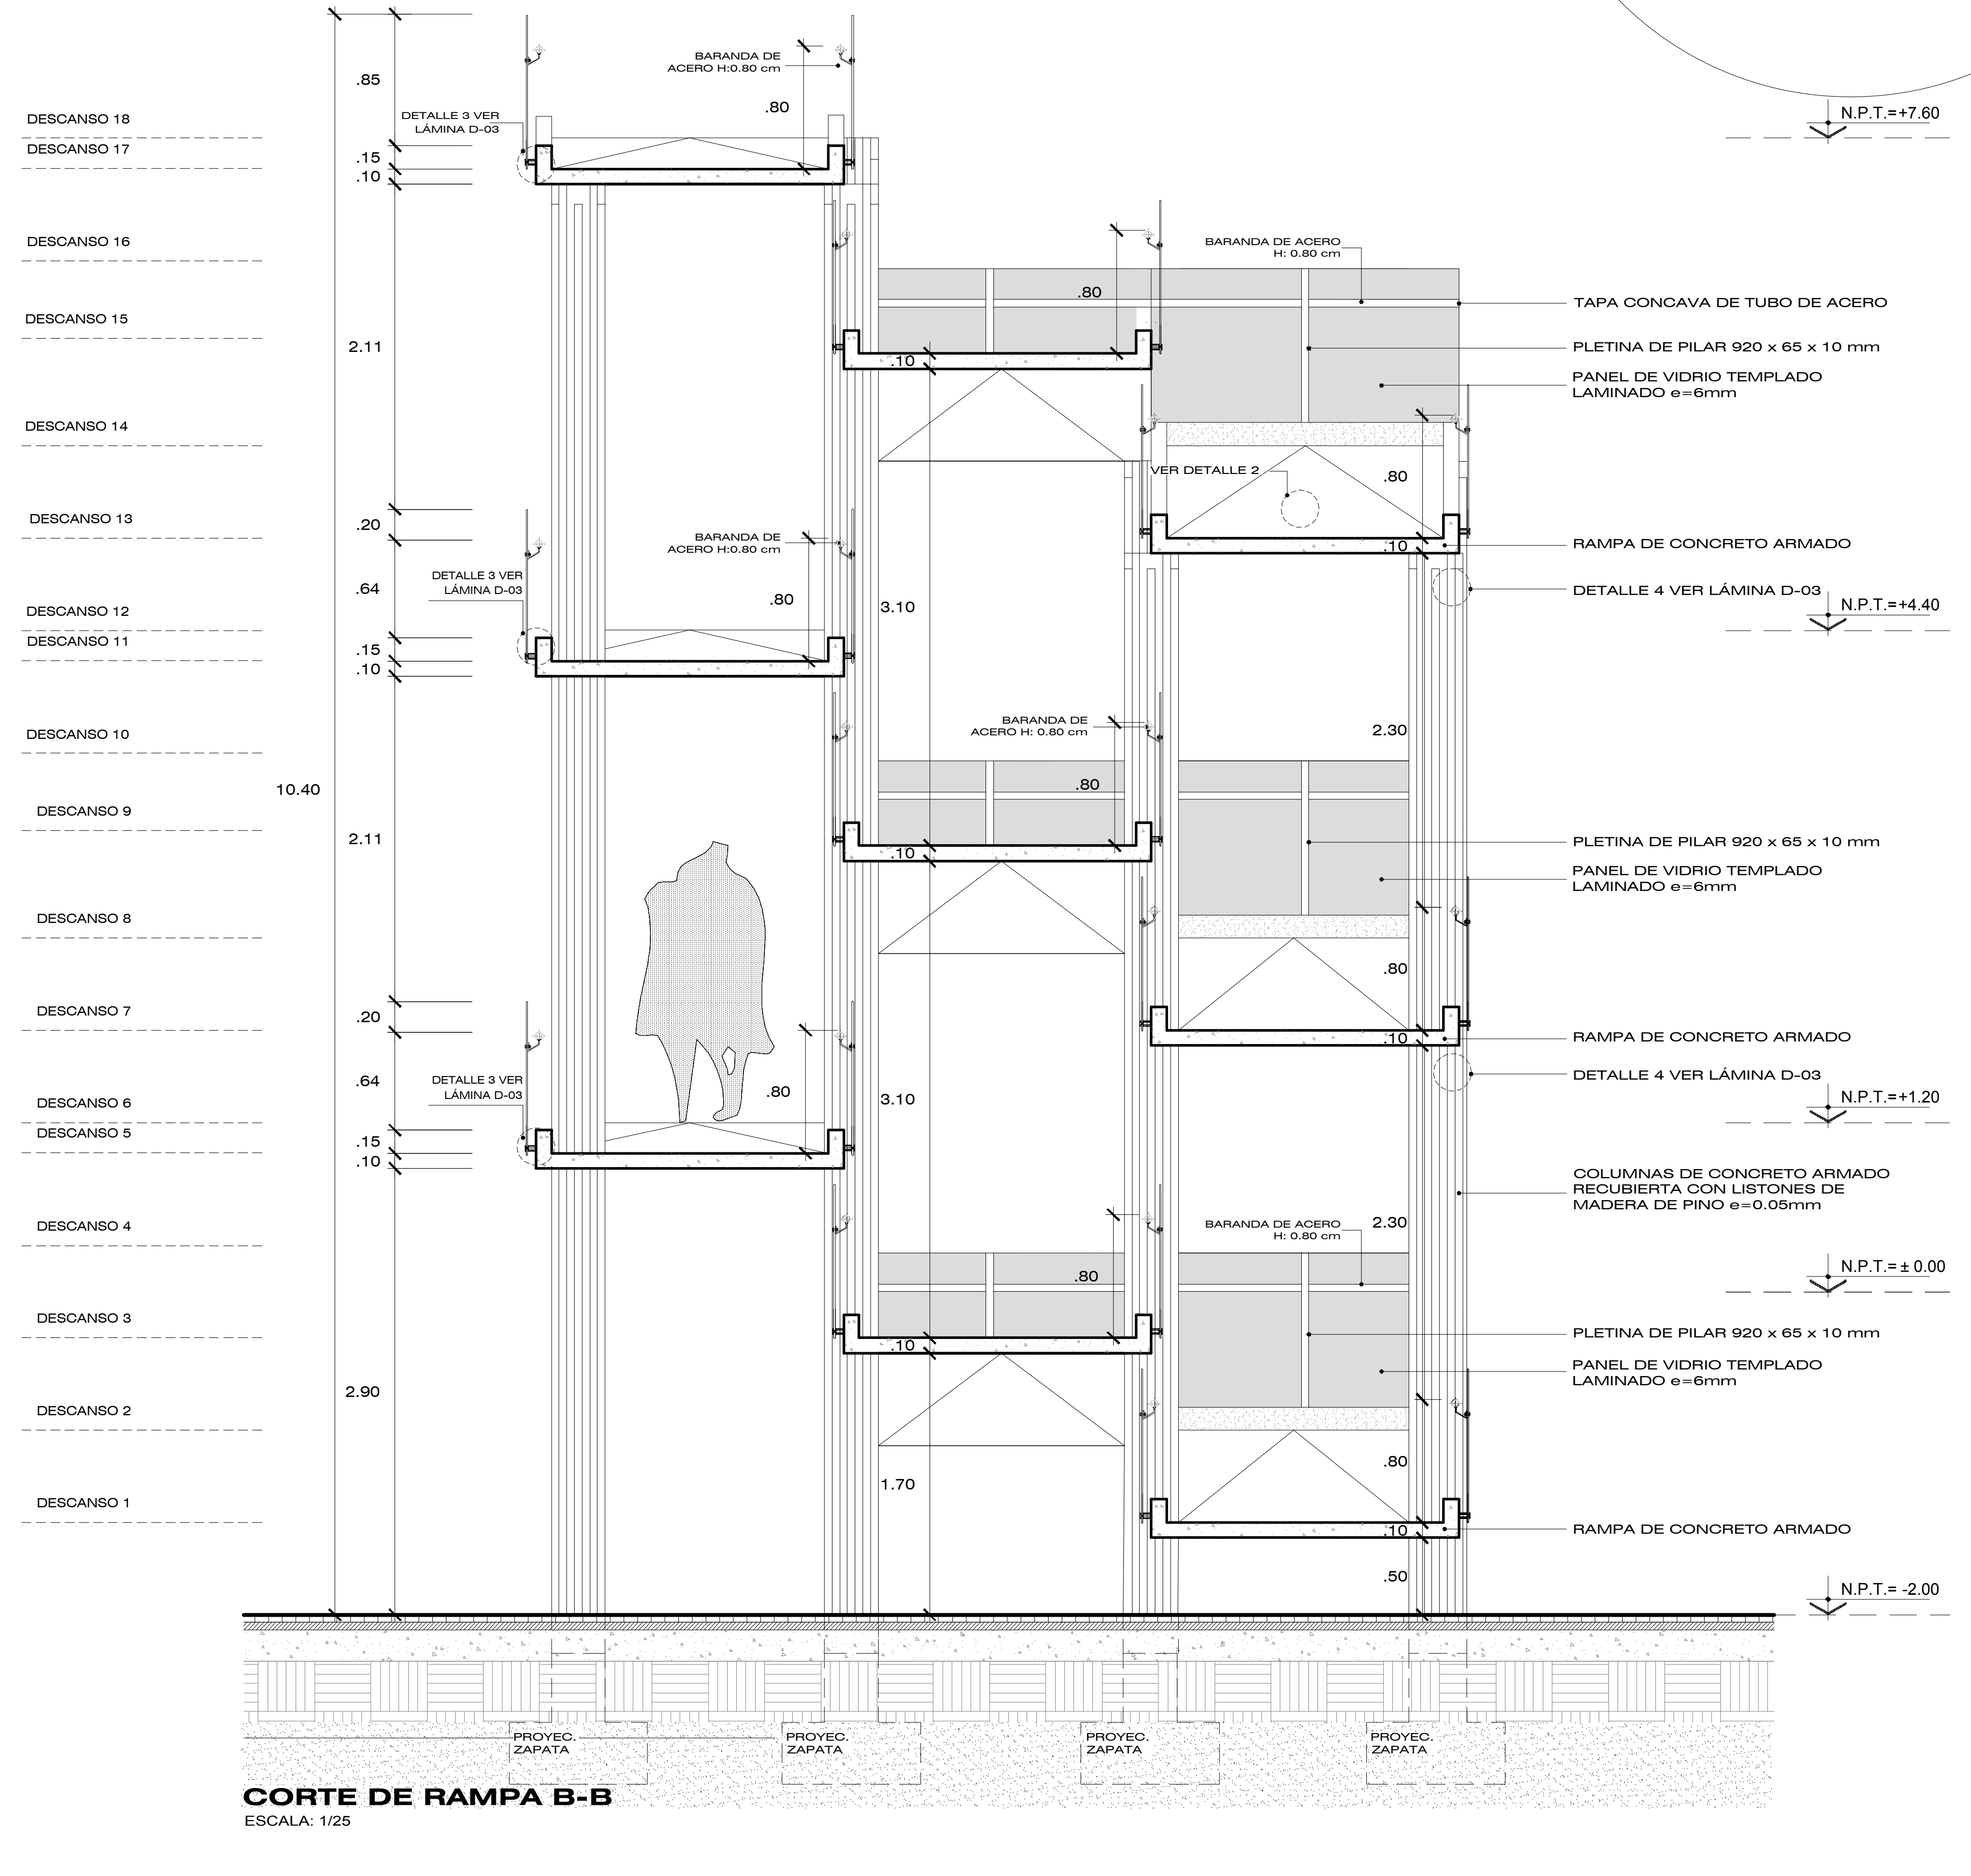 BARANDA DE
ACERO H:0.80 cm
.85
.80
DESCANSO 18
DETALLE 3 VER
LÁMINA D-03
N.P.T.=+7.60
DESCANSO 17
.15
.10
DESCANSO 16
BARANDA DE ACERO
H: 0.80 cm
.80
TAPA CONCAVA DE TUBO DE ACERO
DESCANSO 15
2.11
PLETINA DE PILAR 920 x 65 x 10 mm
.10
PANEL DE VIDRIO TEMPLADO
LAMINADO e=6mm
DESCANSO 14
VER DETALLE 2
.80
DESCANSO 13
.20
BARANDA DE
ACERO H:0.80 cm
.10
RAMPA DE CONCRETO ARMADO
DETALLE 3 VER
LÁMINA D-03
.64
.80
3.10
DETALLE 4 VER LÁMINA D-03
N.P.T.=+4.40
DESCANSO 12
DESCANSO 11
.15
.10
BARANDA DE
ACERO H: 0.80 cm
2.30
DESCANSO 10
10.40
.80
DESCANSO 9
2.11
PLETINA DE PILAR 920 x 65 x 10 mm
.10
PANEL DE VIDRIO TEMPLADO
LAMINADO e=6mm
DESCANSO 8
.80
DESCANSO 7
.20
.10
RAMPA DE CONCRETO ARMADO
DETALLE 3 VER
LÁMINA D-03
.64
.80
3.10
DETALLE 4 VER LÁMINA D-03
N.P.T.=+1.20
DESCANSO 6
DESCANSO 5
.15
.10
COLUMNAS DE CONCRETO ARMADO
RECUBIERTA CON LISTONES DE
MADERA DE PINO e=0.05mm
DESCANSO 4
BARANDA DE ACERO
H: 0.80 cm
2.30
.80
N.P.T.=± 0.00
DESCANSO 3
.10
PLETINA DE PILAR 920 x 65 x 10 mm
PANEL DE VIDRIO TEMPLADO
LAMINADO e=6mm
2.90
DESCANSO 2
.80
1.70
DESCANSO 1
.10
RAMPA DE CONCRETO ARMADO
.50
N.P.T.= -2.00
PROYEC.
ZAPATA
PROYEC.
ZAPATA
PROYEC.
ZAPATA
PROYEC.
ZAPATA
CORTE DE RAMPA B-B
ESCALA: 1/25